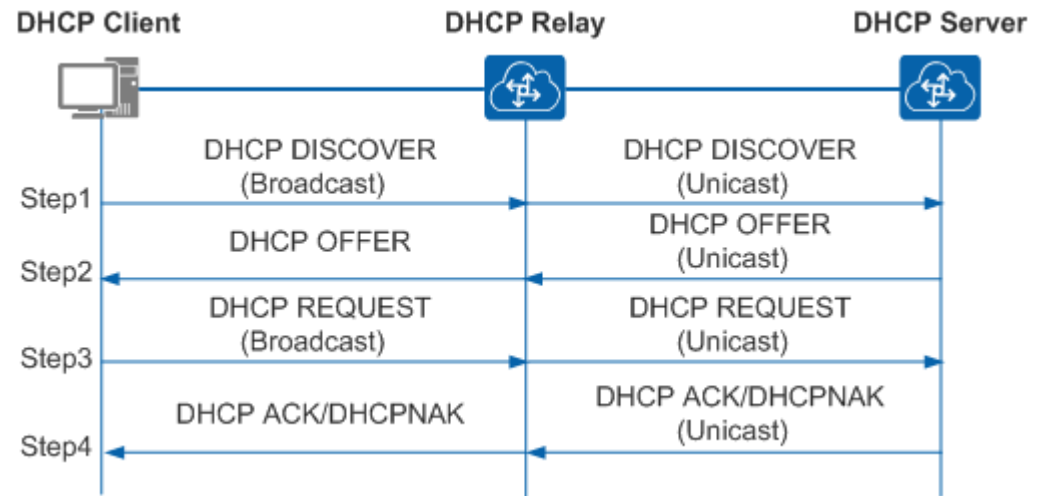 DHCP Client
DHCP Relay
DHCP Server
DHCP DISCOVER
(Broadcast)
DHCP DISCOVER
(Unicast)
Step1
DHCP OFFER
DHCP OFFER
(Unicast)
Step2
DHCP REQUEST
(Broadcast)
DHCP REQUEST
(Unicast)
Step3
DHCP ACK/DHCPNAK
DHCP ACK/DHCPNAK
(Unicast)
Step4